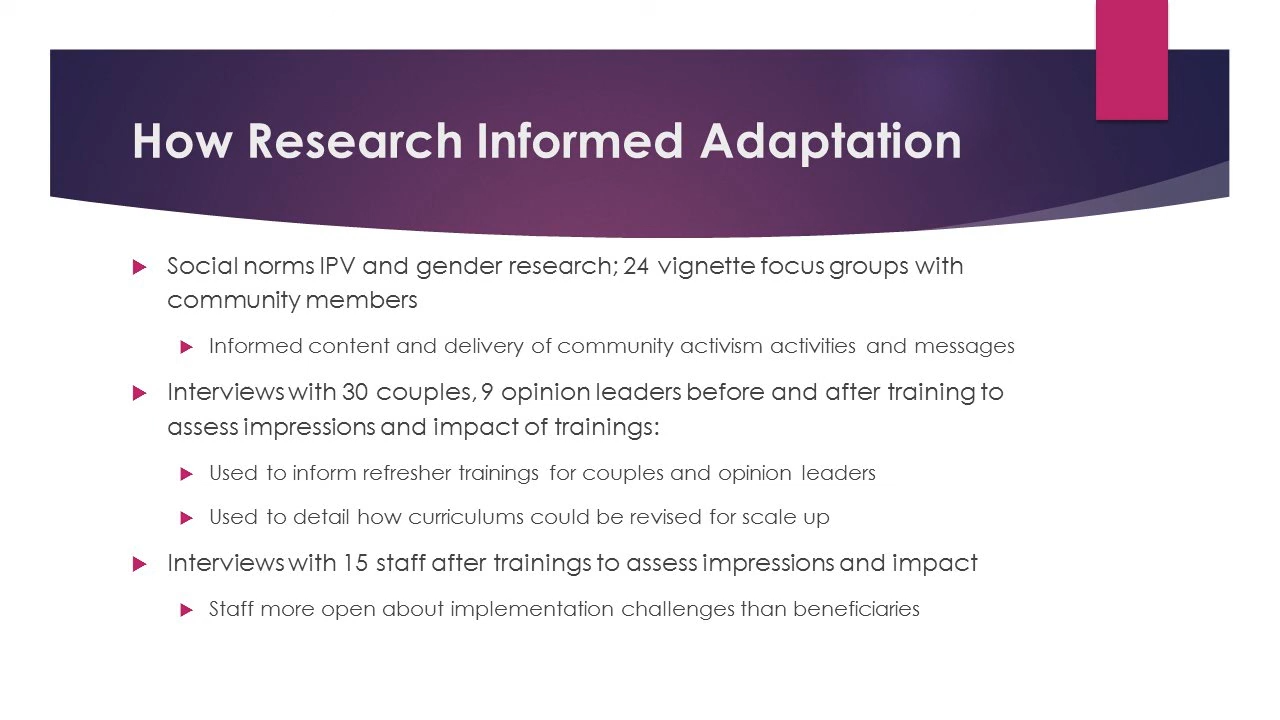 How Research Informed Adaptation
Social norms IPV and gender research; 24 vignette focus groups with
community members
Informed content and delivery of community activism activities and messages
Interviews with 30 couples, 9 opinion leaders before and after training to
assess impressions and impact of trainings:
Used to inform refresher trainings for couples and opinion leaders
Used to detail how curriculums could be revised for scale up
Interviews with 15 staff after trainings to assess impressions and impact
Staff more open about implementation challenges than beneficiaries